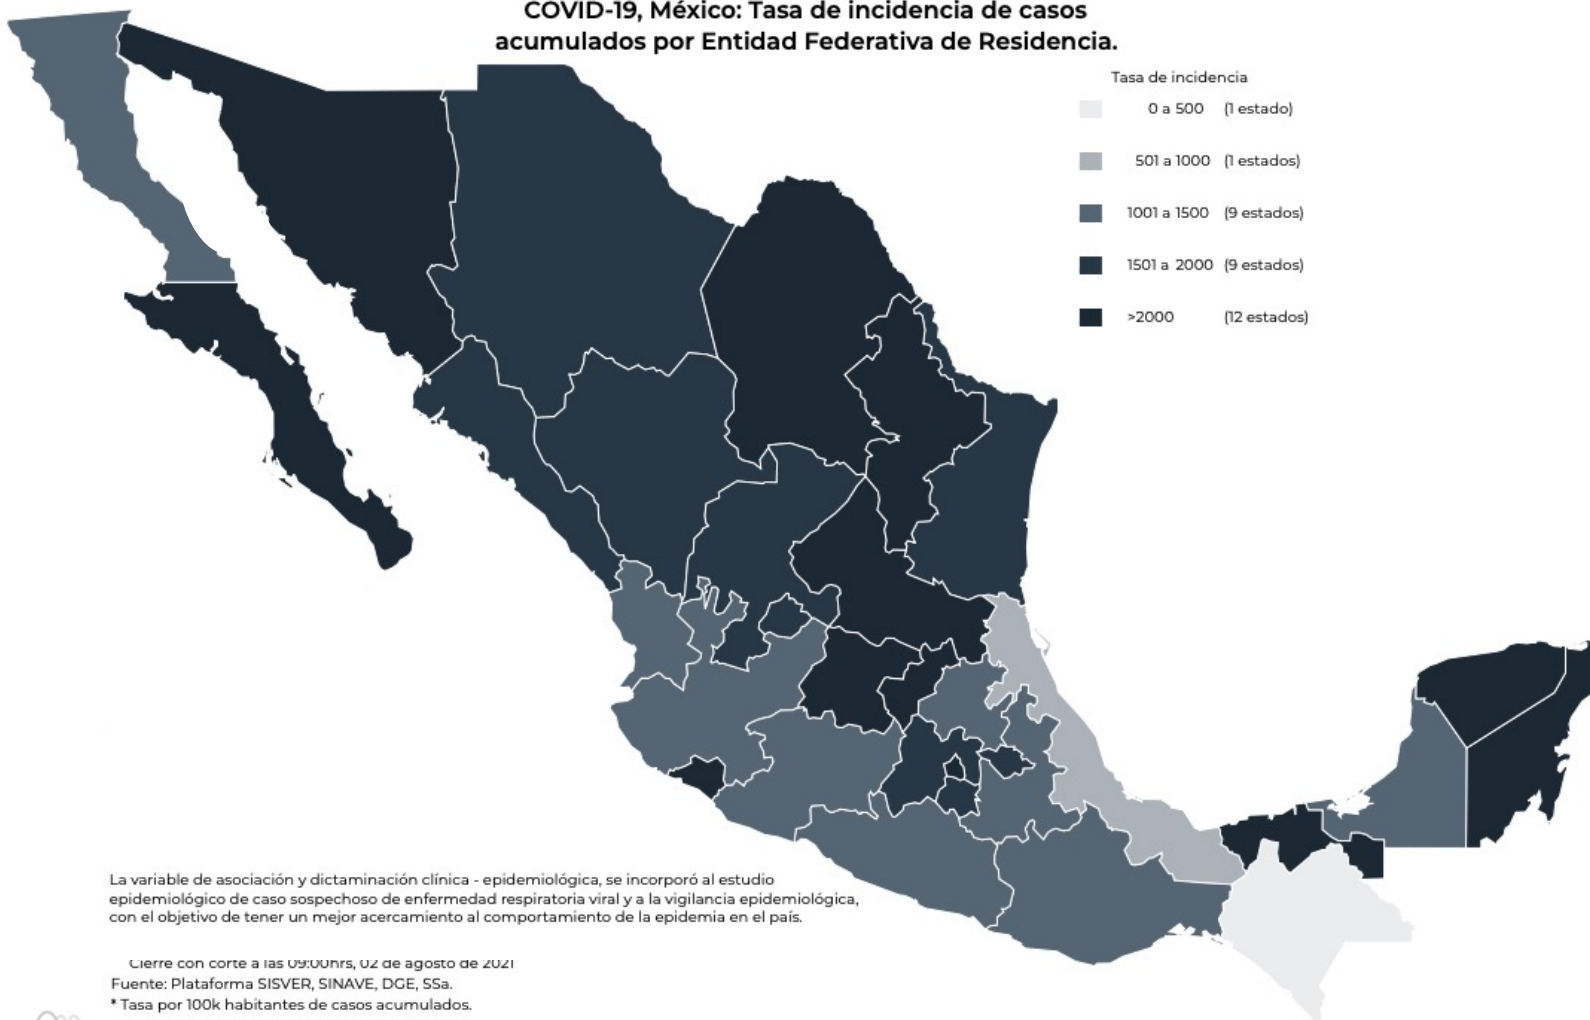 COVID-19, México: Tasa de incidencia de casos
acumulados por Entidad Federativa de Residencia.
Tasa de incidencia
0 a 500 (1 estado)
501 a 1000 (1 estados)
1001 a 1500 (9 estados)
1501 a 2000 (9 estados)
>2000 (12 estados)
La variable de asociación y dictaminación clínica - epidemiológica, se incorporó al estudio
epidemiológico de caso sospechoso de enfermedad respiratoria viral y a la vigilancia epidemiológica,
con el objetivo de tener un mejor acercamiento al comportamiento de la epidemia en el país.
Cierre con corte a las 09:00hrs, 02 de agosto de 2021
Fuente: Plataforma SISVER, SINAVE, DGE, SSa.
* Tasa por 100k habitantes de casos acumulados.